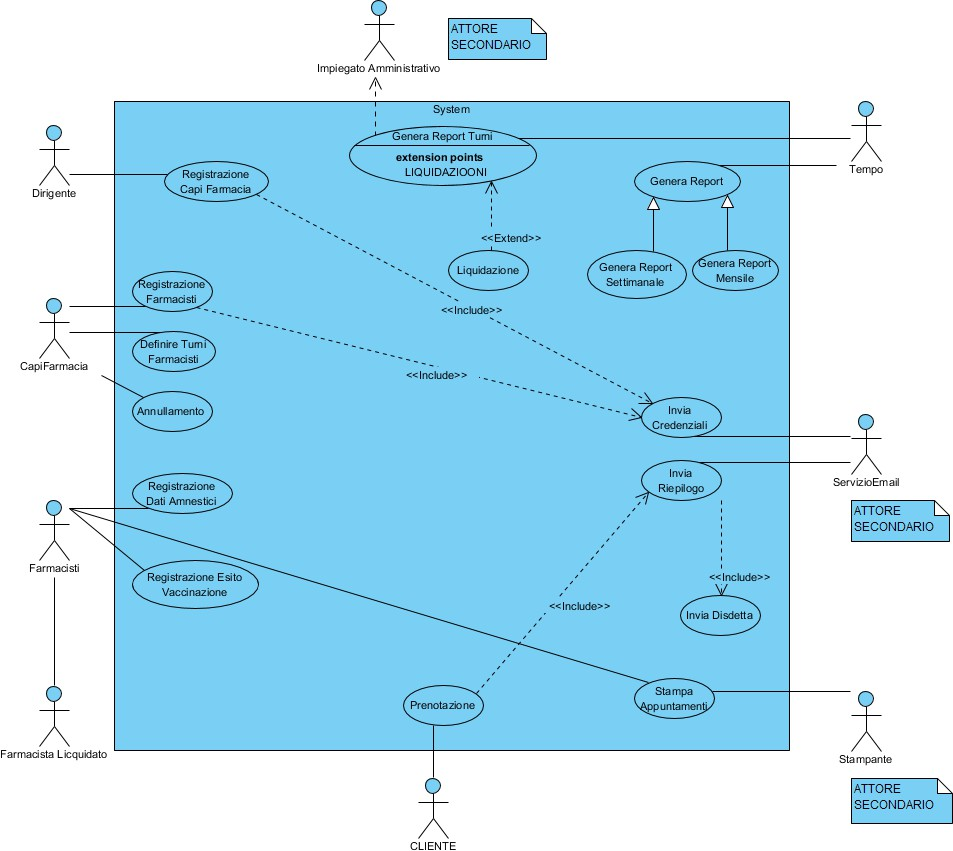 ATTORE
SECONDARIO
Impiegato Amministrativo
System
Genera Report Turni
extension points
LIQUIDAZIOONI
Dirigente
Registrazione
Capi Farmacia
Genera Report
Tempo
<<Extend>>
Liquidazione
Genera Report
Settimanale
Genera Report
Mensile
Registrazione
Farmacisti
<<Include>>
CapiFarmacia
Definire Turni
Farmacisti
<<Include>>
Annullamento
Invia
Credenziali
Invia
Riepilogo
ServizioEmail
ATTORE
SECONDARIO
Registrazione
Dati Amnestici
Farmacisti
Registrazione Esito
Vaccinazione
<<Include>>
<<Include>>
Invia Disdetta
Prenotazione
Stampa
Appuntamenti
Farmacista Licquidato
Stampante
ATTORE
SECONDARIO
CLIENTE